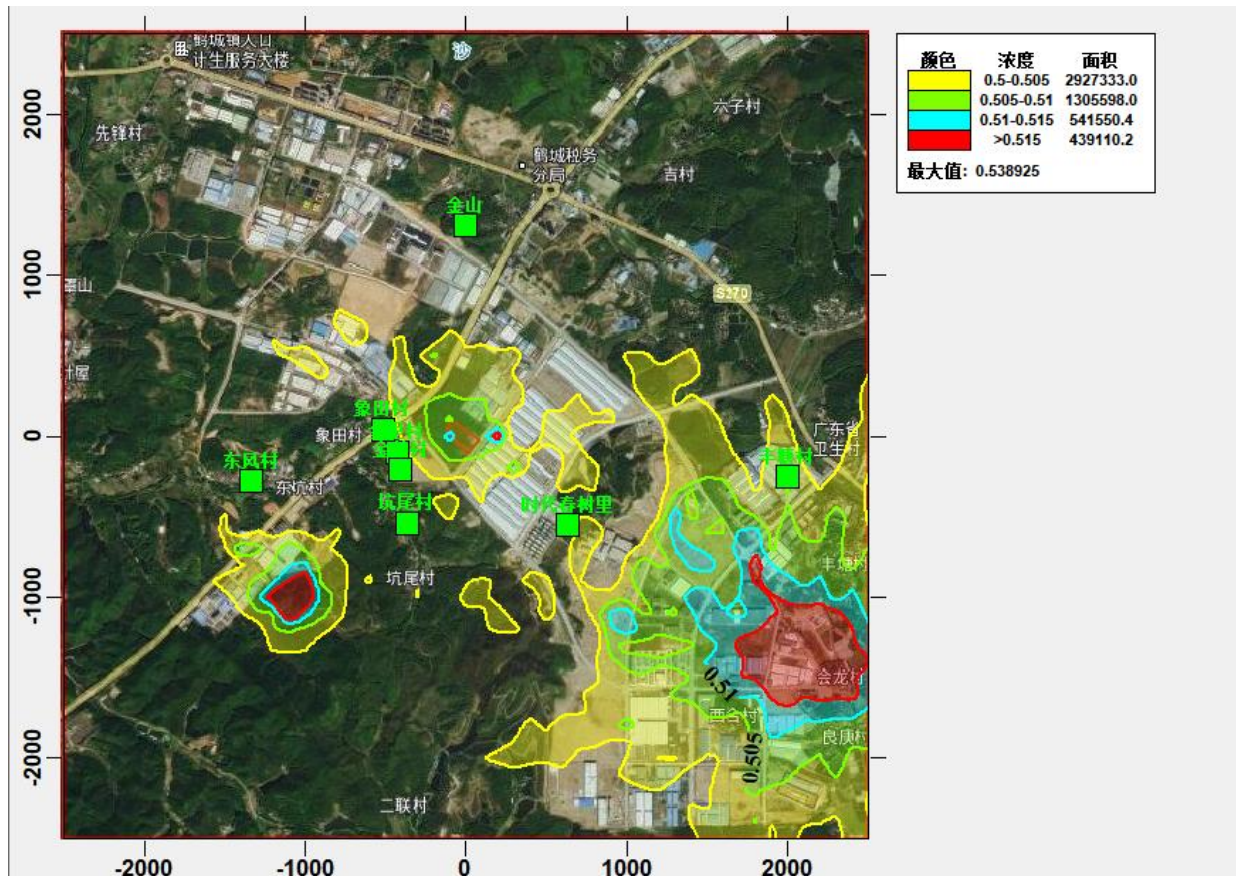 颜色 浓度 面积
0.5-0.505 2927333.0
0.505-0.51 1305598.0
0.51-0.515 541550.4
>0.515 439110.2
最大值: 0.538925
鹤城镇人口
计生服务大楼
沙
六子村
先锋村
鹤城税务
分局
吉村
金山
S270
象田村
象田村
广东省
卫生村
东风村
东坑村
坑尾村
时代春树里
坑尾村
丰塘村
会龙村
0.51
西合村
良庚村
0.505
二联村
2000
1000
0
-1000
-2000
-2000 -1000 0 1000 2000